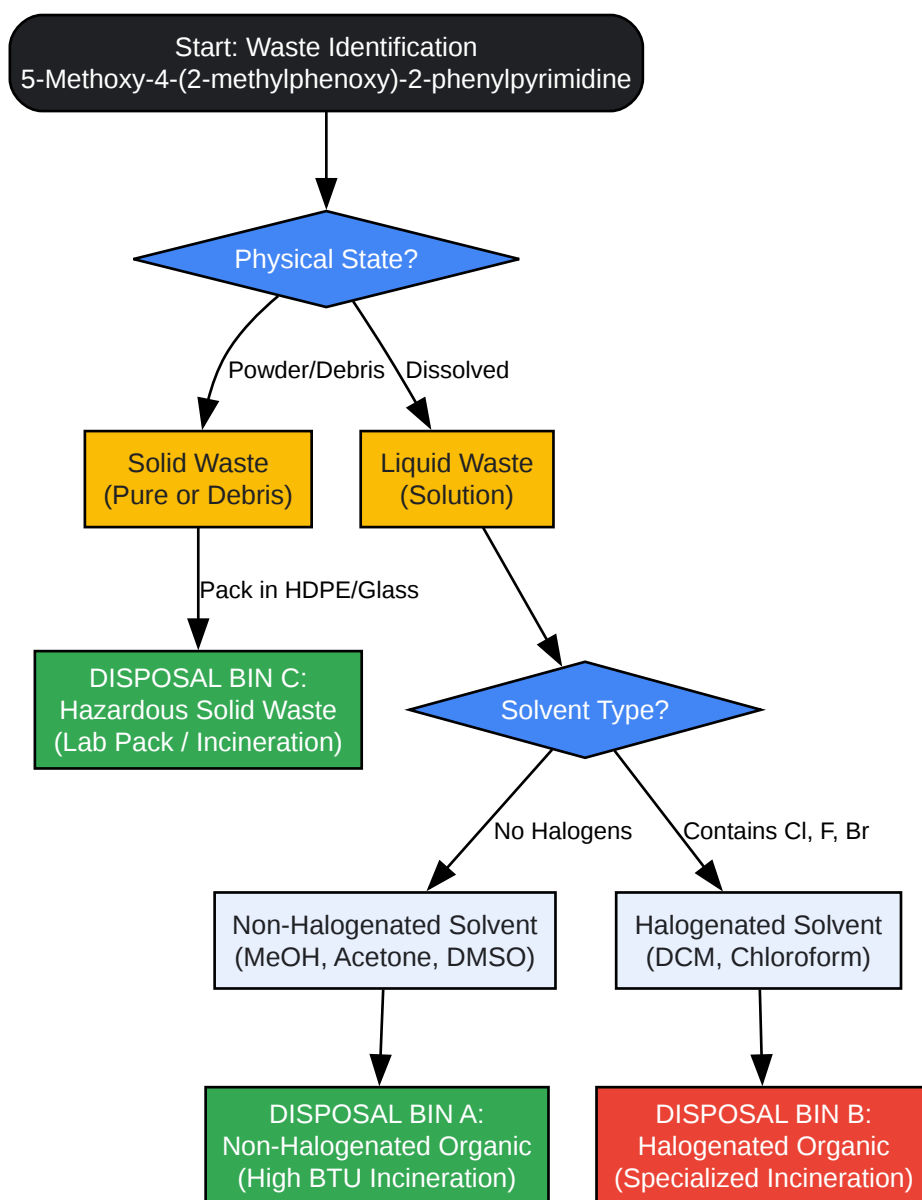 Start: Waste Identification
5-Methoxy-4-(2-methylphenoxy)-2-phenylpyrimidine
Physical State?
Powder/Debris
Dissolved
Solid Waste
(Pure or Debris)
Liquid Waste
(Solution)
Pack in HDPE/Glass
DISPOSAL BIN C:
Hazardous Solid Waste
(Lab Pack / Incineration)
Solvent Type?
No Halogens
Contains Cl, F, Br
Non-Halogenated Solvent
(MeOH, Acetone, DMSO)
Halogenated Solvent
(DCM, Chloroform)
DISPOSAL BIN A:
Non-Halogenated Organic
(High BTU Incineration)
DISPOSAL BIN B:
Halogenated Organic
(Specialized Incineration)